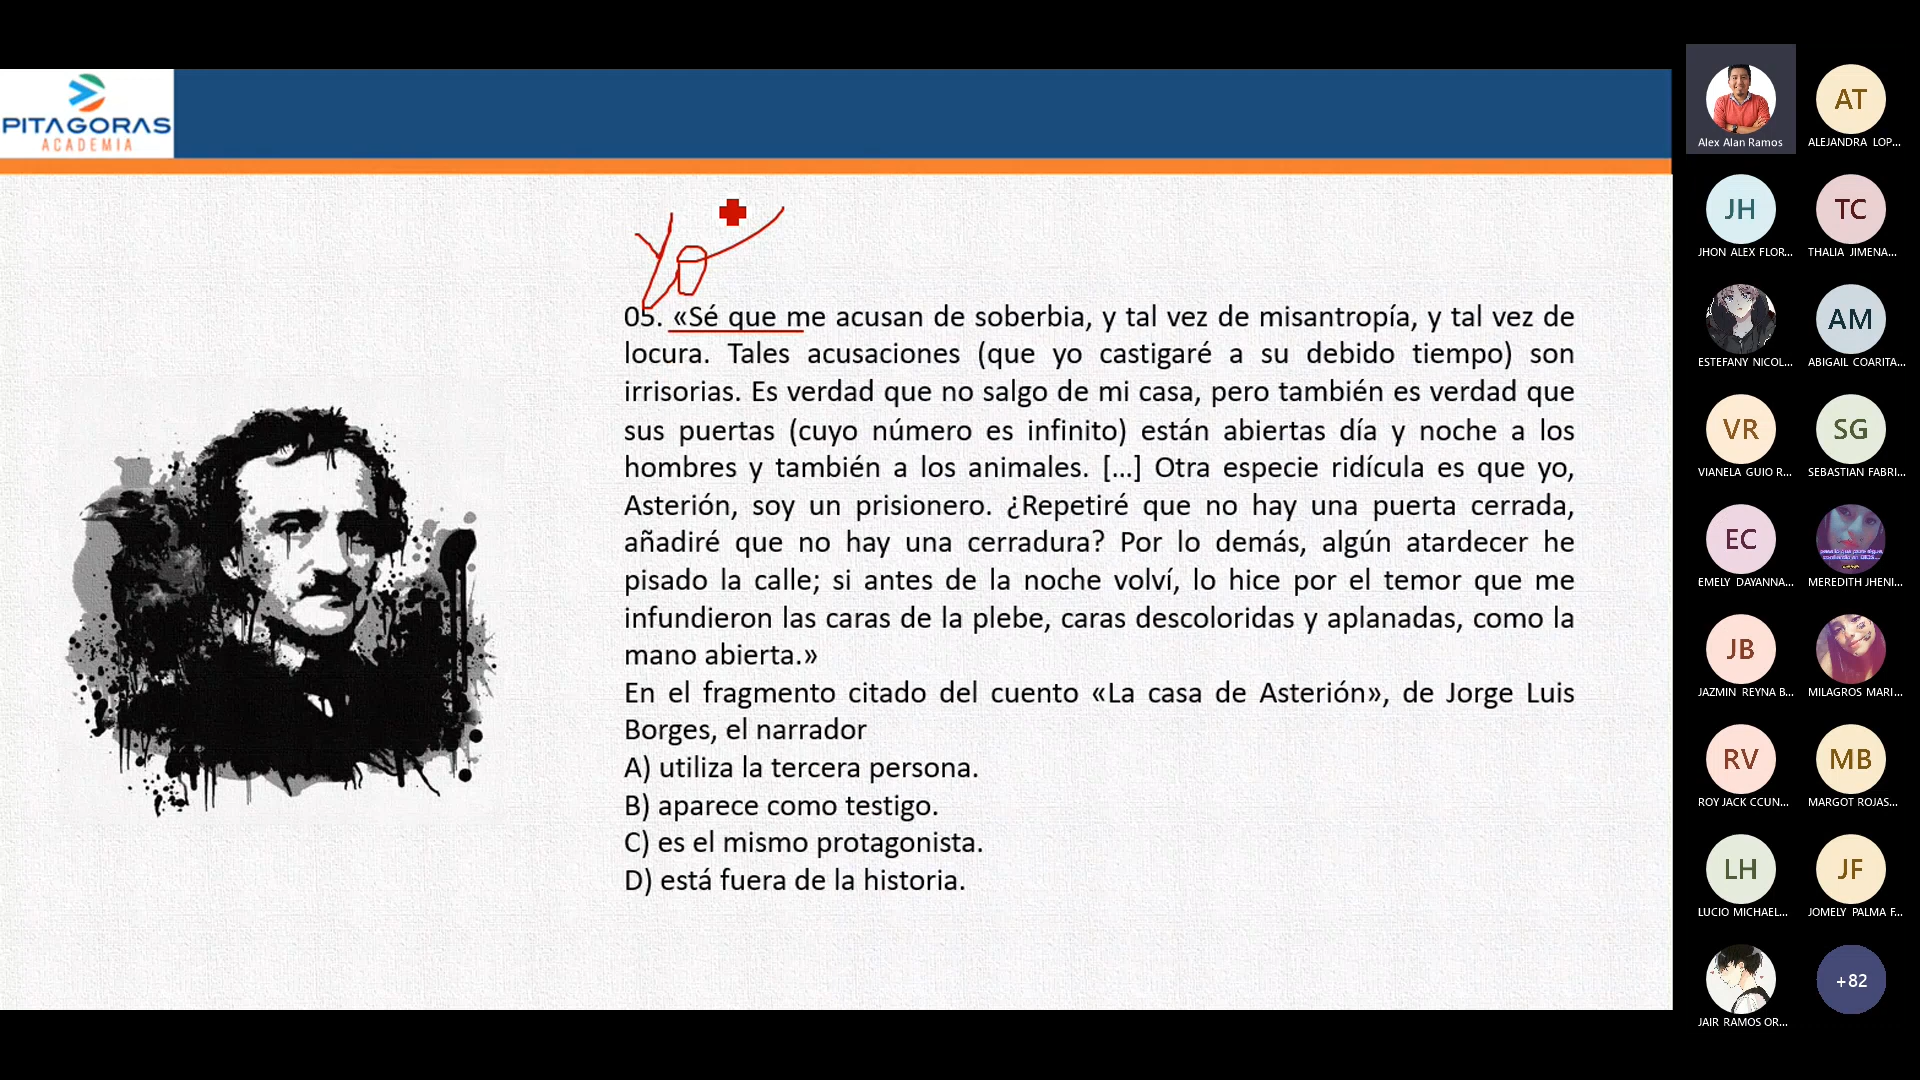 PITAGORAS
ACADEMIA
Yo
05. «Sé que me acusan de soberbia, y tal vez de misantropía, y tal vez de
locura. Tales acusaciones (que yo castigaré a su debido tiempo) son
irrisorias. Es verdad que no salgo de mi casa, pero también es verdad que
sus puertas (cuyo número es infinito) están abiertas día y noche a los
hombres y también a los animales. [...] Otra especie ridícula es que yo,
Asterión, soy un prisionero. ¿Repetiré que no hay una puerta cerrada,
añadiré que no hay una cerradura? Por lo demás, algún atardecer he
pisado la calle; si antes de la noche volví, lo hice por el temor que me
infundieron las caras de la plebe, caras descoloridas y aplanadas, como la
mano abierta.»
En el fragmento citado del cuento «La casa de Asterión», de Jorge Luis
Borges, el narrador
A) utiliza la tercera persona.
B) aparece como testigo.
C) es el mismo protagonista.
D) está fuera de la historia.
Alex Alan Ramos
AT
ALEJANDRA LOP...
JH
JHON ALEX FLOR...
TC
THALIA JIMENA...
ESTEFANY NICOL...
AM
ABIGAIL COARITA...
VR
VIANELA GUIO R...
SG
SEBASTIAN FABRI...
EC
EMELY DAYANNA...
MEREDITH JHENI...
JB
JAZMIN REYNA B...
MILAGROS MARI...
RV
ROY JACK CCUN...
MB
MARGOT ROJAS...
LH
LUCIO MICHAEL...
JF
JOMELY PALMA F...
JAIR RAMOS OR...
+82